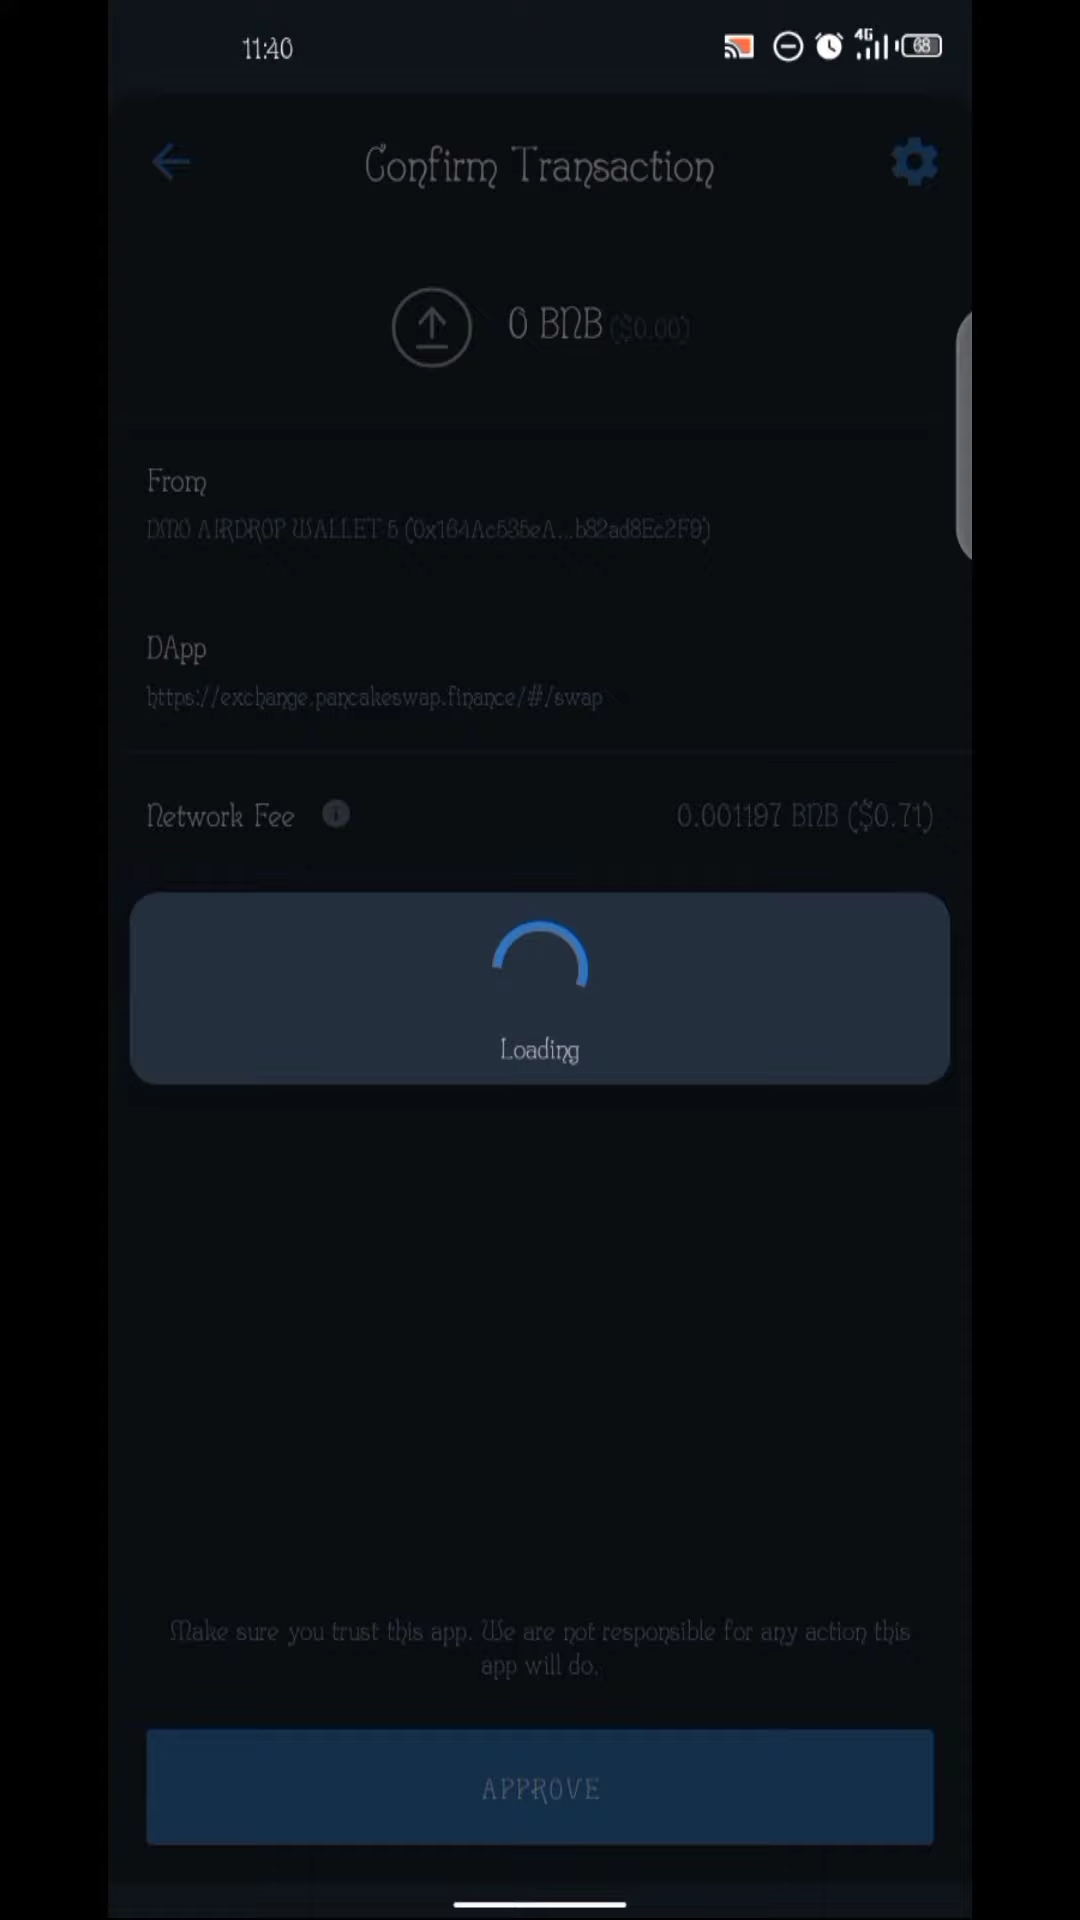 11:40
4G
68
Confirm Transaction
0 BNB ($0.00)
From
DMO AIRDROP WALLET 5 (0x164Ac535eA...b82ad8Ec2F9)
DApp
https://exchange.pancakeswap.finance/#/swap
Network Fee
0.001197 BNB ($0.71)
Loading
Make sure you trust this app. We are not responsible for any action this
app will do.
APPROVE